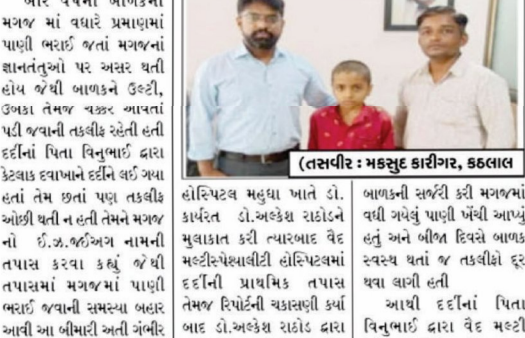 બાર વર્ષના બાળકના
મગજ માં વધારે પ્રમાણમાં
પાણી ભરાઈ જતાં મગજનાં
જ્ઞાનતંતુઓ પર અસર થતી
હોય જેથી બાળકને ઉલ્ટી,
ઉબકા તેમજ ચક્કર આવતાં
પડી જવાની તકલીફ રહેતી હતી
દર્દીનાં પિતા વિનુભાઈ દ્વારા
કેટલાક દવાખાને દર્દીને લઈ ગયા
હતાં તેમ છતાં પણ તકલીફ
ઓછી થતી ન હતી તેમને મગજ
નો ઈ.ઝ.જઈઅગ નામની
તપાસ કરવા કહ્યું જેથી
તપાસમાં મગજમાં પાણી
ભરાઈ જવાની સમસ્યા બહાર
આવી આ બીમારી અતી ગંભીર
(તસવીર : મકસુદ કારીગર, કઠલાલ
હોસ્પિટલ મહુધા ખાતે ડો.
કાર્યરત ડો.અલ્કેશ રાઠોડને
મુલાકાત કરી ત્યારબાદ વૈદ
મલ્ટીસ્પેશ્યાલીટી હોસ્પિટલમાં
દર્દીની પ્રાથમિક તપાસ
તેમજ રિપોર્ટની ચકાસણી કર્યા
બાદ ડો.અલ્કેશ રાઠોડ દ્વારા
બાળકની સર્જરી કરી મગજમાં
વધી ગયેલું પાણી ખેંચી આપ્યું
હતું અને બીજા દિવસે બાળક
સ્વસ્થ થતાં જ તકલીફો દૂર
થવા લાગી હતી
આથી દર્દીનાં પિતા
વિનુભાઈ દ્વારા વૈદ મલ્ટી